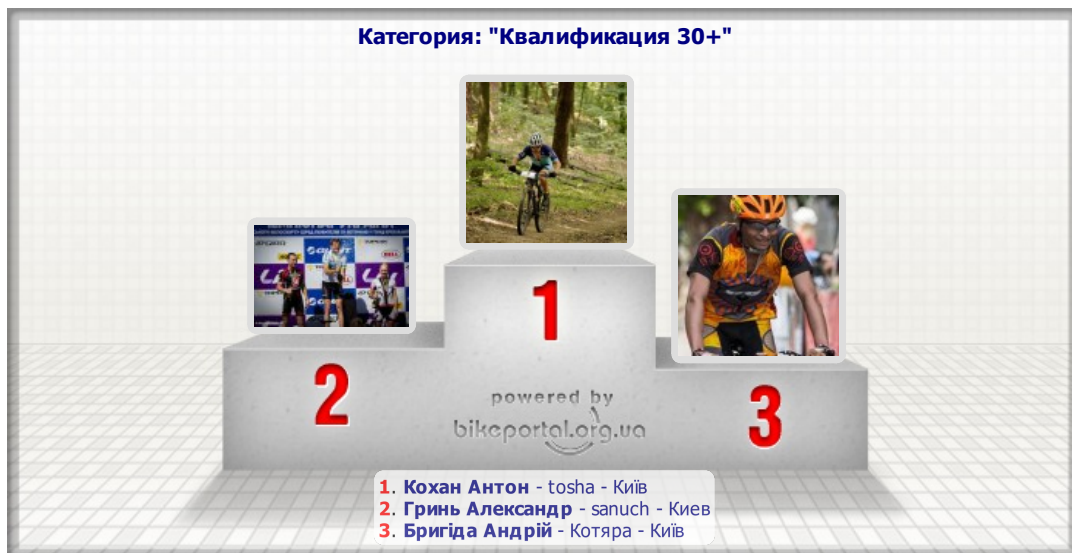 Категория: "Квалификация 30+"
1
2
3
powered by
bikeportal.org.ua
1. Кохан Антон - tosha - Київ
2. Гринь Александр - sanuch - Киев
3. Бригіда Андрій - Котяра - Київ